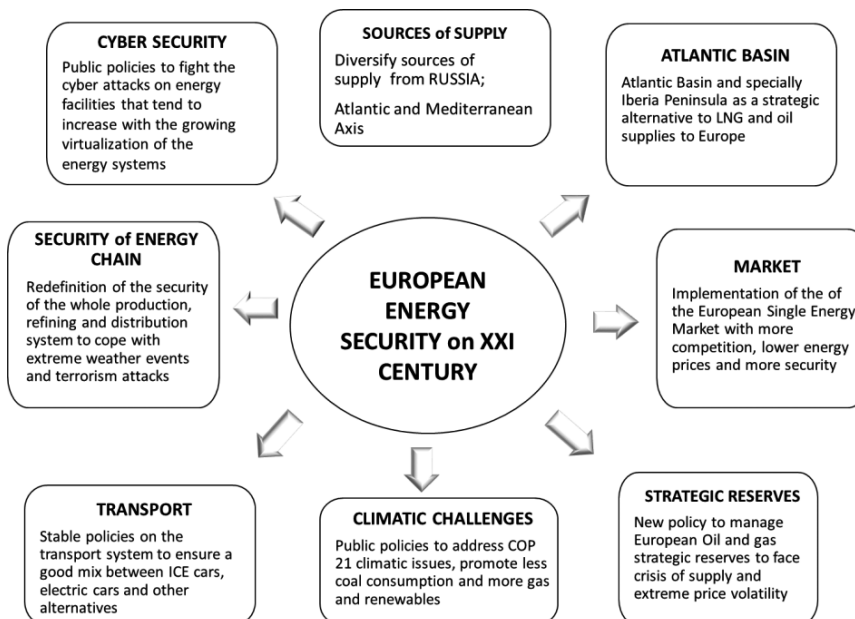 CYBER SECURITY
Public policies to fight the
cyber attacks on energy
facilities that tend to
increase with the growing
virtualization of the
energy systems
SOURCES of SUPPLY
Diversify sources of
supply from RUSSIA;
Atlantic and Mediterranean
Axis
ATLANTIC BASIN
Atlantic Basin and specially
Iberia Peninsula as a strategic
alternative to LNG and oil
supplies to Europe
SECURITY of ENERGY
CHAIN
Redefinition of the security
of the whole production,
refining and distribution
system to cope with
extreme weather events
and terrorism attacks
EUROPEAN
ENERGY
SECURITY on XXI
CENTURY
MARKET
Implementation of the of
the European Single Energy
Market with more
competition, lower energy
prices and more security
TRANSPORT
Stable policies on the
transport system to ensure a
good mix between ICE cars,
electric cars and other
alternatives
CLIMATIC CHALLENGES
Public policies to address COP
21 climatic issues, promote less
coal consumption and more gas
and renewables
STRATEGIC RESERVES
New policy to manage
European Oil and gas
strategic reserves to face
crisis of supply and
extreme price volatility